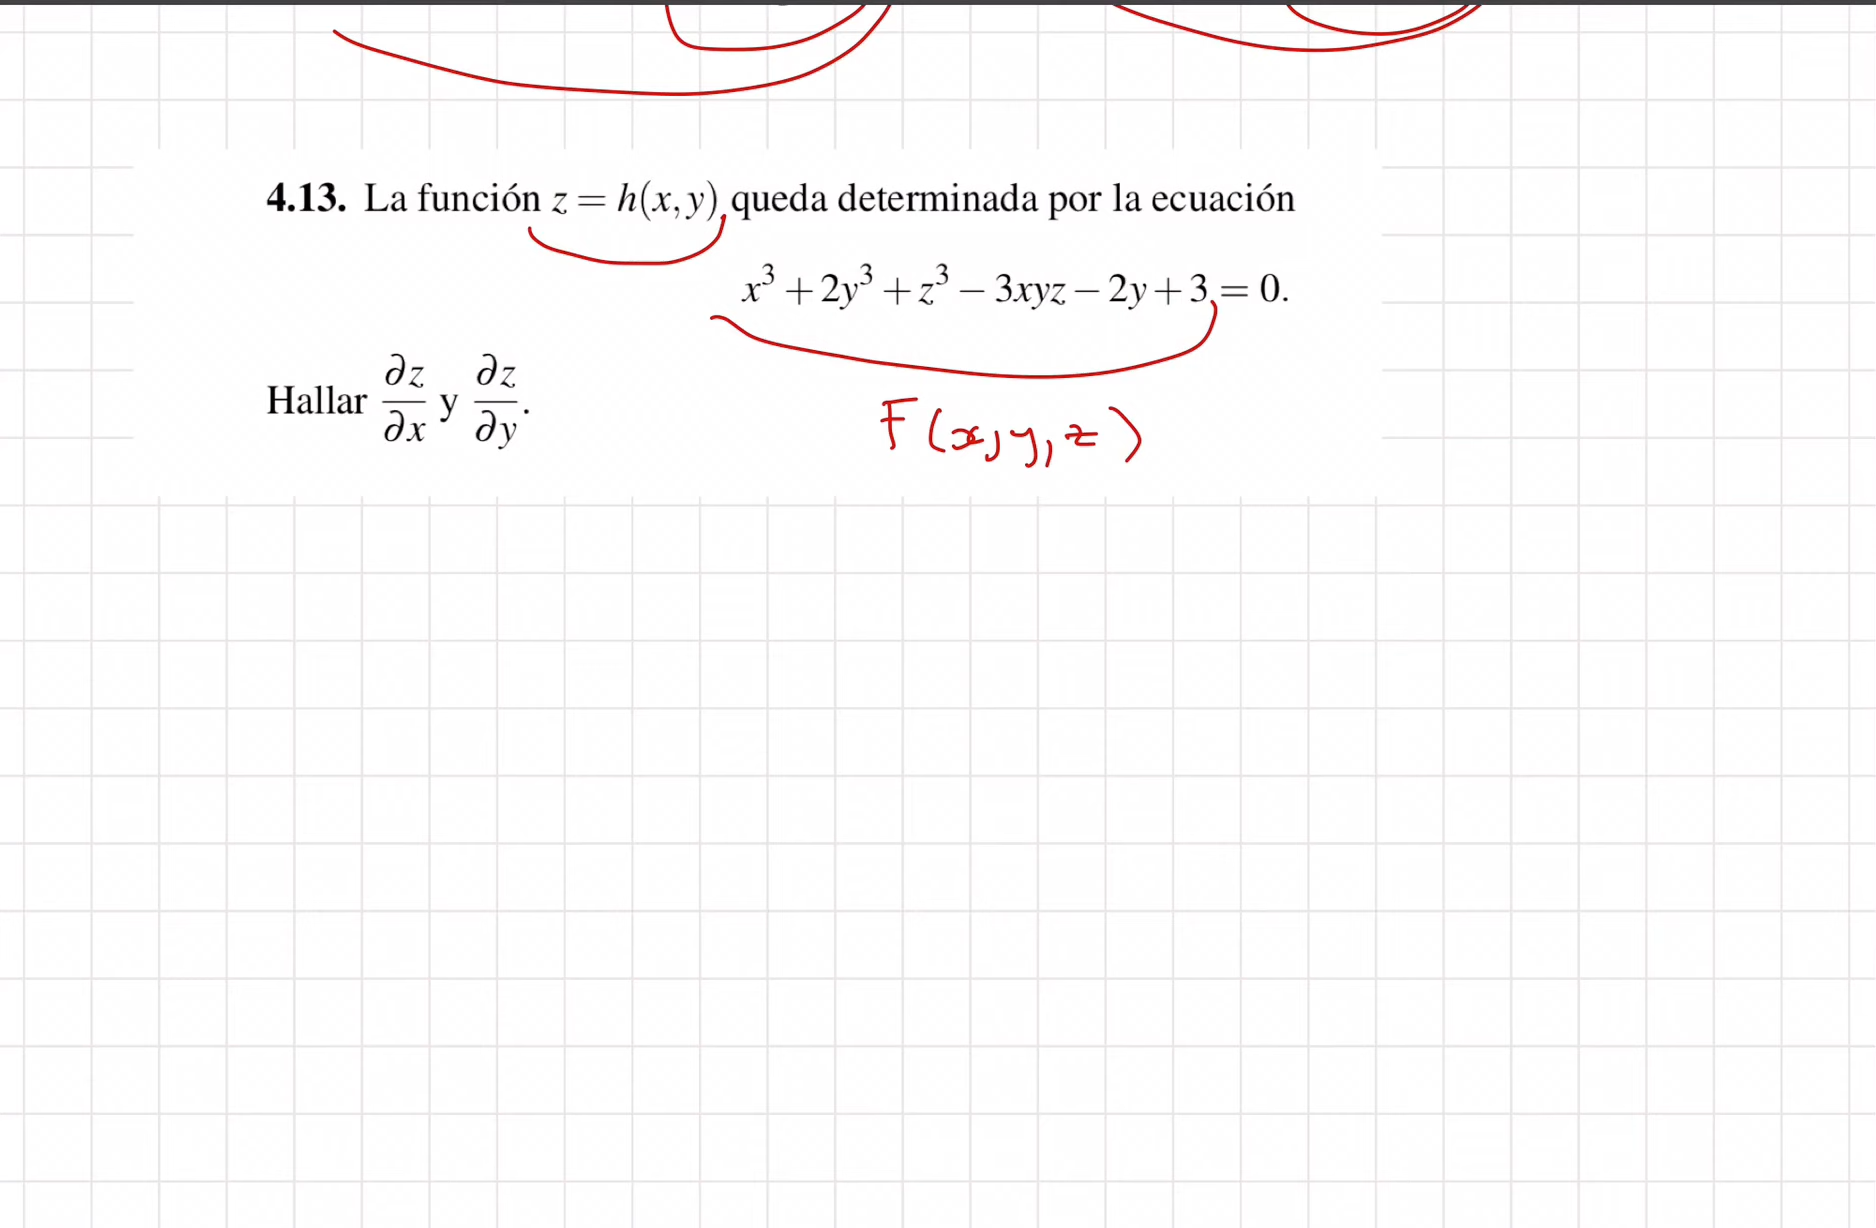 4.13. La función z = h(x,y) queda determinada por la ecuación
x³ + 2y³ + z³ − 3xyz − 2y + 3 = 0.
Hallar ∂z/∂x y ∂z/∂y.
F(x,y,z)